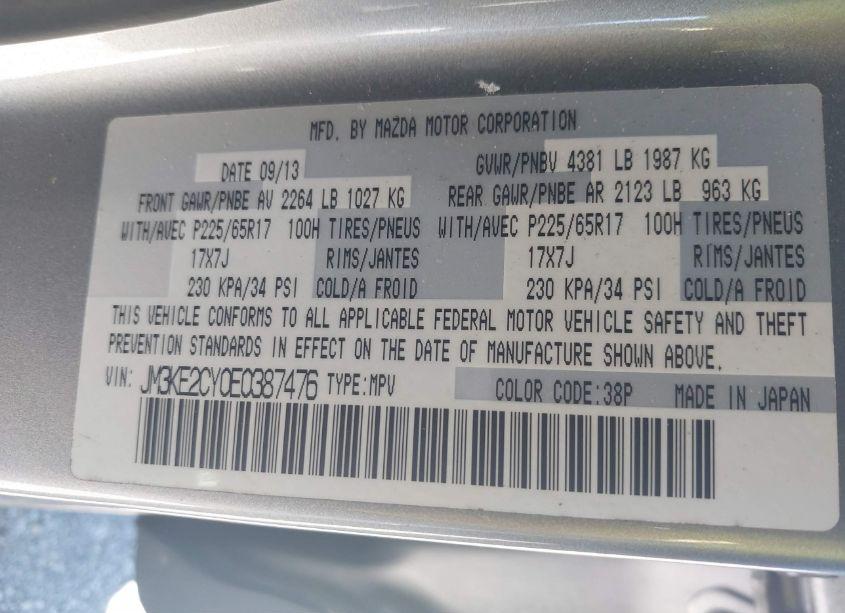 MFD. BY MAZDA MOTOR CORPORATION
DATE 09/13 GVWR/PNBV 4381 LB 1987 KG
FRONT GAWR/PNBE AV 2264 LB 1027 KG REAR GAWR/PNBE AR 2123 LB 963 KG
WITH/AVEC P225/65R17 100H TIRES/PNEUS WITH/AVEC P225/65R17 100H TIRES/PNEUS
17X7J RIMS/JANTES 17X7J RIMS/JANTES
230 KPA/34 PSI COLD/A FROID 230 KPA/34 PSI COLD/A FROID
THIS VEHICLE CONFORMS TO ALL APPLICABLE FEDERAL MOTOR VEHICLE SAFETY AND THEFT
PREVENTION STANDARDS IN EFFECT ON THE DATE OF MANUFACTURE SHOWN ABOVE.
VIN: JM3KE2CY0E0387476 TYPE:MPV COLOR CODE:38P MADE IN JAPAN